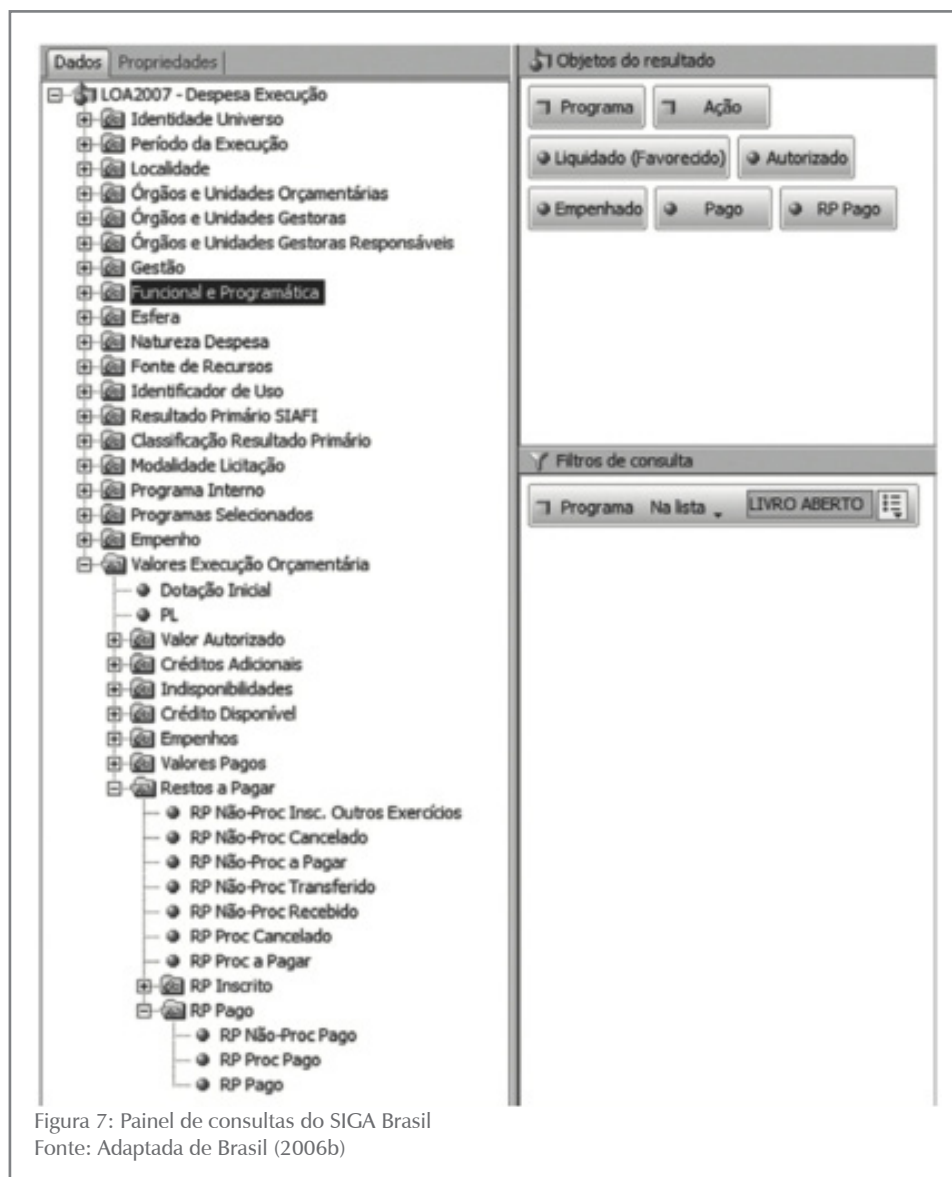 Dados Propriedades
LOA2007 - Despesa Execução
Identidade Universo
Período da Execução
Localidade
Órgãos e Unidades Orçamentárias
Órgãos e Unidades Gestoras
Órgãos e Unidades Gestoras Responsáveis
Gestão
Funcional e Programática
Esfera
Natureza Despesa
Fonte de Recursos
Identificador de Uso
Resultado Primário SIAFI
Classificação Resultado Primário
Modalidade Licitação
Programa Interno
Programas Selecionados
Empenho
Valores Execução Orçamentária
Dotação Inicial
PL
Valor Autorizado
Créditos Adicionais
Indisponibilidades
Crédito Disponível
Empenhos
Valores Pagos
Restos a Pagar
RP Não-Proc Insc. Outros Exercícios
RP Não-Proc Cancelado
RP Não-Proc a Pagar
RP Não-Proc Transferido
RP Não-Proc Recebido
RP Proc Cancelado
RP Proc a Pagar
RP Inscrito
RP Pago
RP Não-Proc Pago
RP Proc Pago
RP Pago
Objetos do resultado
Programa Ação
Liquidado (Favorecido) Autorizado
Empenhado Pago RP Pago
Filtros de consulta
Programa Na lista LIVRO ABERTO
Figura 7: Painel de consultas do SIGA Brasil
Fonte: Adaptada de Brasil (2006b)